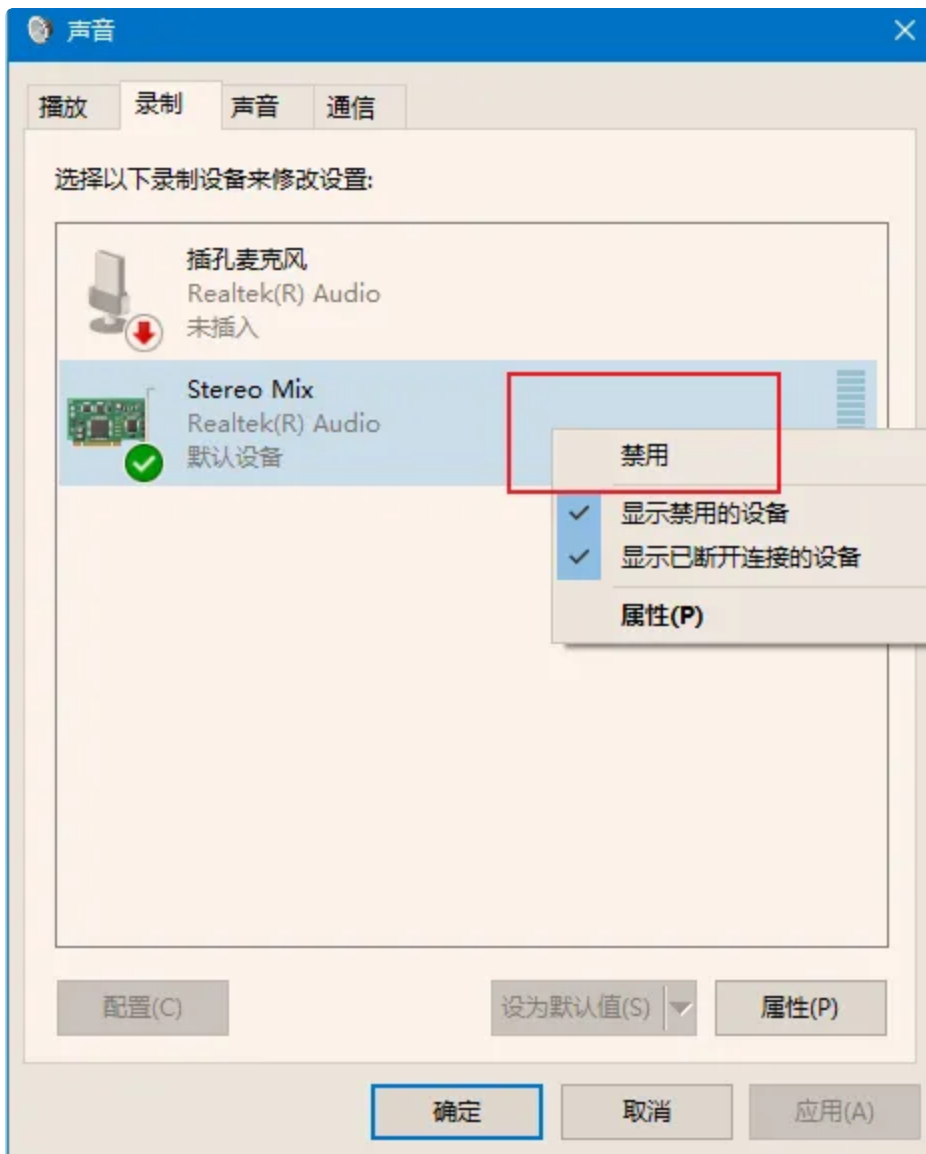 声音
播放
录制
声音
通信
选择以下录制设备来修改设置:
插孔麦克风
Realtek(R) Audio
未插入
Stereo Mix
Realtek(R) Audio
默认设备
禁用
显示禁用的设备
显示已断开连接的设备
属性(P)
配置(C)
设为默认值(S)
属性(P)
确定
取消
应用(A)